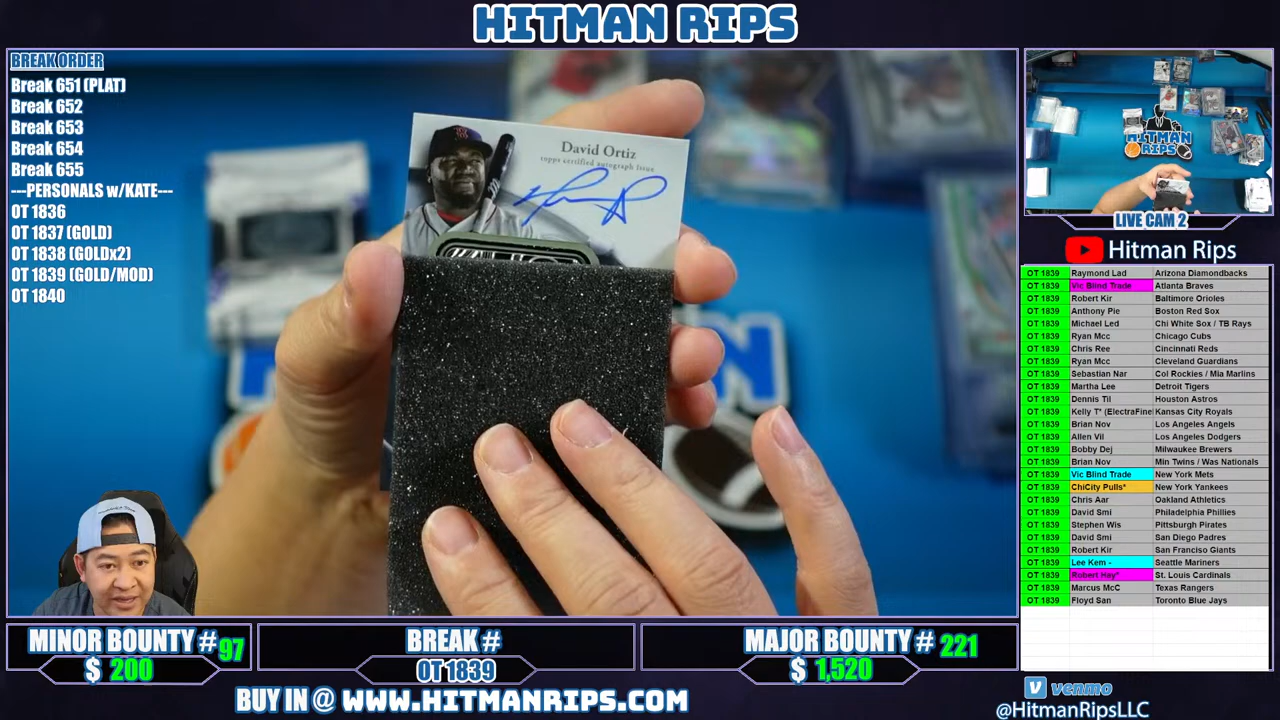 HITMAN RIPS
BREAK ORDER
Break 651 (PLAT)
Break 652
Break 653
Break 654
Break 655
---PERSONALS w/KATE---
OT 1836
OT 1837 (GOLD)
OT 1838 (GOLDx2)
OT 1839 (GOLD/MOD)
OT 1840
David Ortiz
topps certified autograph issue
HITMAN
RIPS
LIVE CAM 2
Hitman Rips
OT 1839 Raymond Lad Arizona Diamondbacks
OT 1839 Vic Blind Trade Atlanta Braves
OT 1839 Robert Kir Baltimore Orioles
OT 1839 Anthony Pie Boston Red Sox
OT 1839 Michael Led Chi White Sox / TB Rays
OT 1839 Ryan Mcc Chicago Cubs
OT 1839 Chris Ree Cincinnati Reds
OT 1839 Ryan Mcc Cleveland Guardians
OT 1839 Sebastian Nar Col Rockies / Mia Marlins
OT 1839 Martha Lee Detroit Tigers
OT 1839 Dennis Til Houston Astros
OT 1839 Kelly T* (ElectraFine Kansas City Royals
OT 1839 Brian Nov Los Angeles Angels
OT 1839 Allen Vil Los Angeles Dodgers
OT 1839 Bobby Dej Milwaukee Brewers
OT 1839 Brian Nov Min Twins / Was Nationals
OT 1839 Vic Blind Trade New York Mets
OT 1839 ChiCity Pulls* New York Yankees
OT 1839 Chris Aar Oakland Athletics
OT 1839 David Smi Philadelphia Phillies
OT 1839 Stephen Wis Pittsburgh Pirates
OT 1839 David Smi San Diego Padres
OT 1839 Robert Kir San Franciso Giants
OT 1839 Lee Kem - Seattle Mariners
OT 1839 Robert Hay* St. Louis Cardinals
OT 1839 Marcus McC Texas Rangers
OT 1839 Floyd San Toronto Blue Jays
MINOR BOUNTY # 97
$ 200
BREAK #
OT 1839
MAJOR BOUNTY # 221
$ 1,520
BUY IN @ WWW.HITMANRIPS.COM
venmo
@HitmanRipsLLC